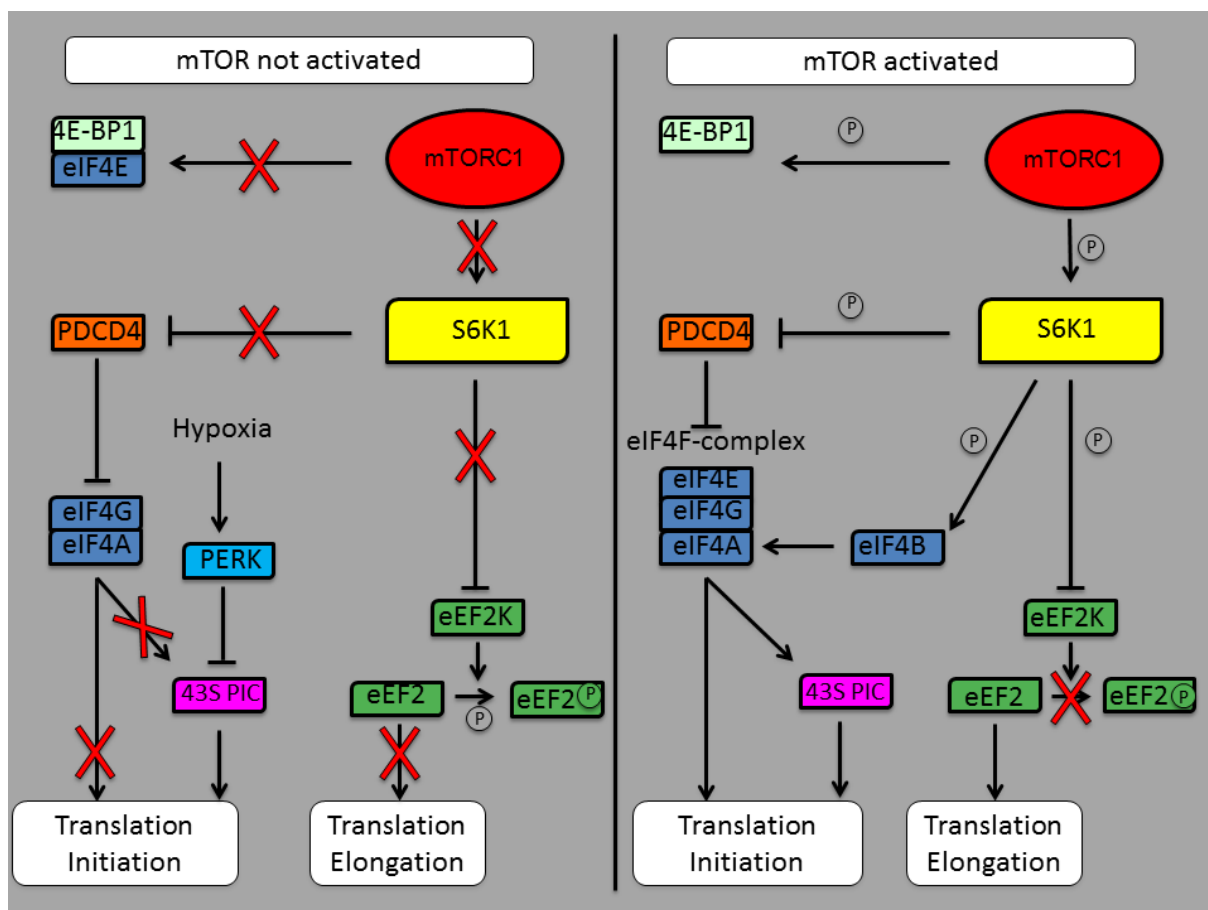 mTOR not activated
4E-BP1
eIF4E
mTORC1
PDCD4
S6K1
Hypoxia
eIF4G
eIF4A
PERK
eEF2K
43S PIC
eEF2
P
eEF2 P
Translation
Initiation
Translation
Elongation
mTOR activated
4E-BP1
P
mTORC1
P
P
PDCD4
S6K1
eIF4F-complex
P
P
eIF4E
eIF4G
eIF4A
eIF4B
eEF2K
43S PIC
eEF2
eEF2 P
Translation
Initiation
Translation
Elongation